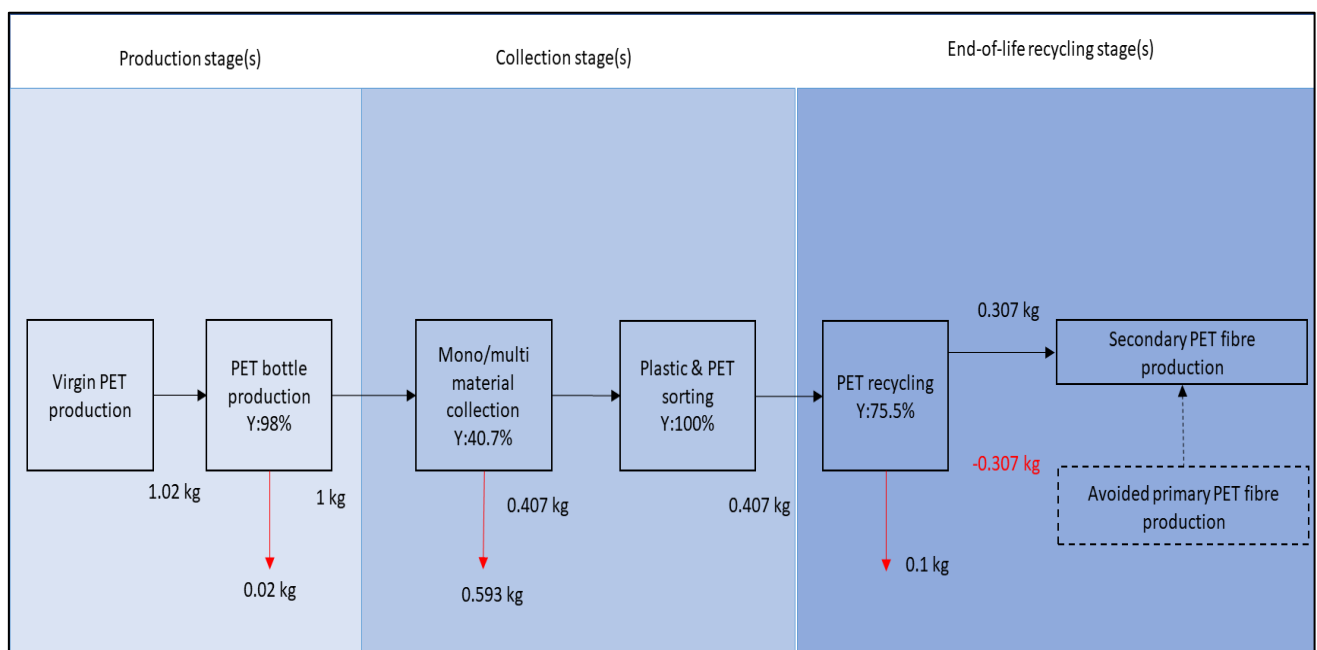 Production stage(s)
Collection stage(s)
End-of-life recycling stage(s)
Virgin PET
production
PET bottle
production
Y:98%
Mono/multi
material
collection
Y:40.7%
Plastic & PET
sorting
Y:100%
PET recycling
Y:75.5%
0.307 kg
Secondary PET fibre
production
-0.307 kg
Avoided primary PET fibre
production
1.02 kg
1 kg
0.407 kg
0.407 kg
0.02 kg
0.593 kg
0.1 kg